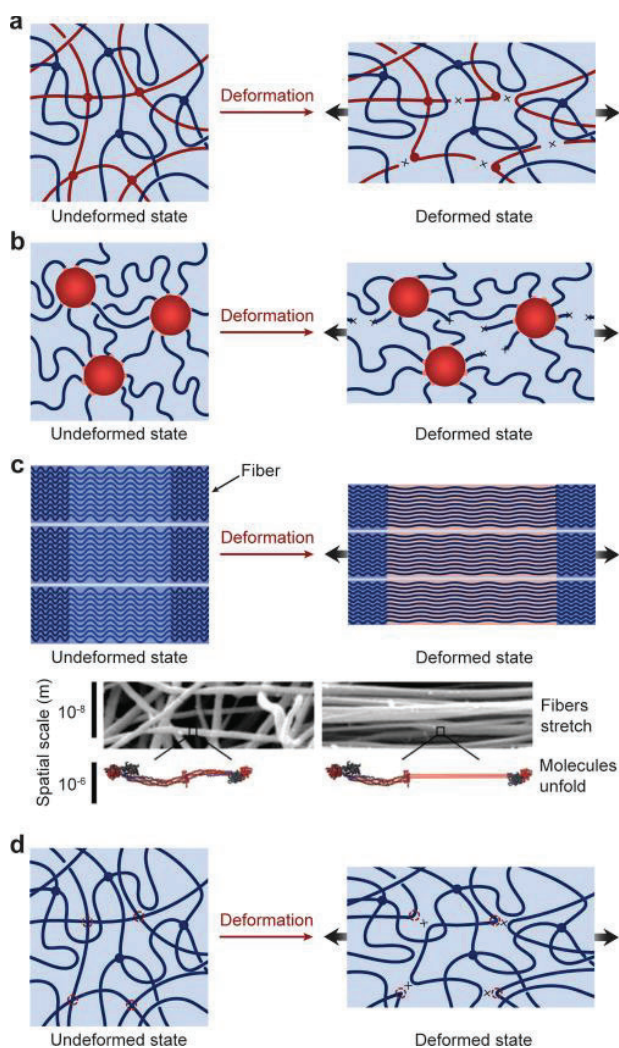 a
Deformation
Undeformed state
Deformed state
b
Deformation
Undeformed state
Deformed state
c
Fiber
Deformation
Undeformed state
Deformed state
Spatial scale (m)
10⁻⁸
Fibers
stretch
10⁻⁶
Molecules
unfold
d
Deformation
Undeformed state
Deformed state